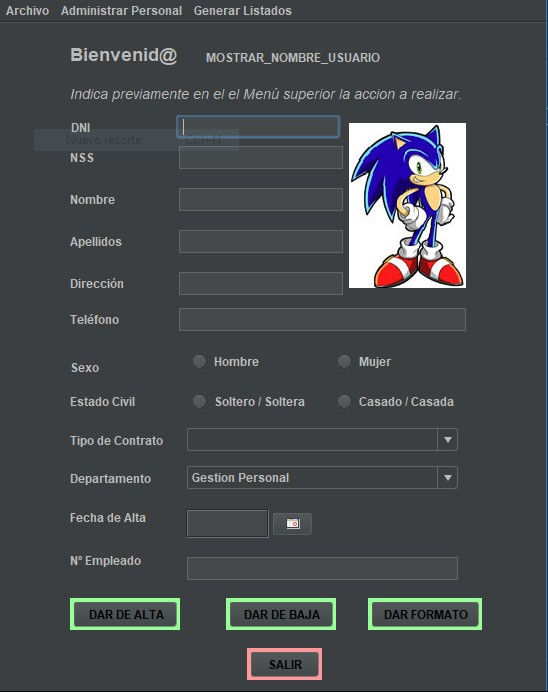 Archivo Administrar Personal Generar Listados
Bienvenid@ MOSTRAR_NOMBRE_USUARIO
Indica previamente en el el Menú superior la accion a realizar.
DNI
Nuevo recorte Ctrl+N
NSS
Nombre
Apellidos
Dirección
Teléfono
Sexo Hombre Mujer
Estado Civil Soltero / Soltera Casado / Casada
Tipo de Contrato
Departamento Gestion Personal
Fecha de Alta
Nº Empleado
DAR DE ALTA DAR DE BAJA DAR FORMATO
SALIR